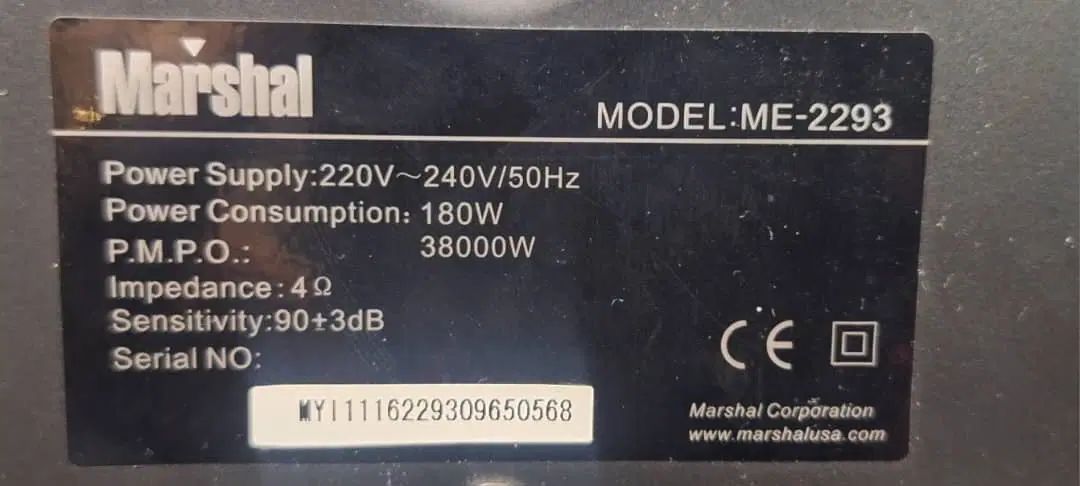 Marshal
MODEL:ME-2293
Power Supply:220V~240V/50Hz
Power Consumption: 180W
P.M.P.O.: 38000W
Impedance:4Ω
Sensitivity:90±3dB
Serial NO:
MYI1116229309650568
CE
Marshal Corporation
www.marshalusa.com